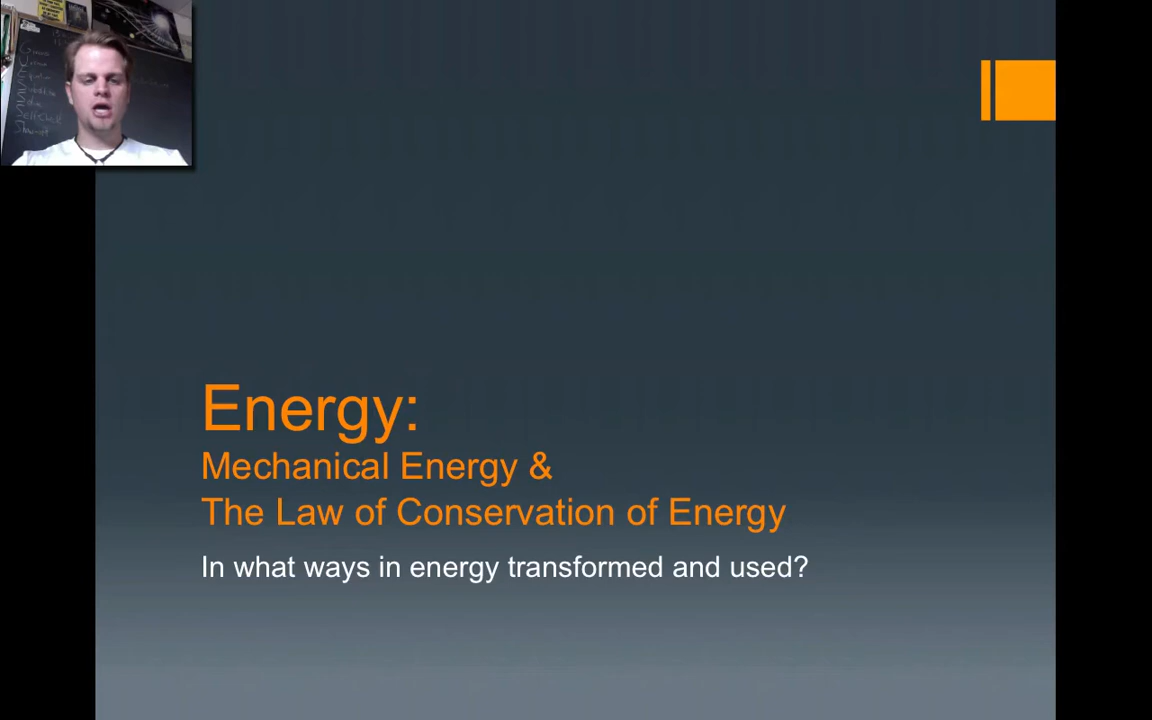 Energy:
Mechanical Energy &
The Law of Conservation of Energy
In what ways in energy transformed and used?